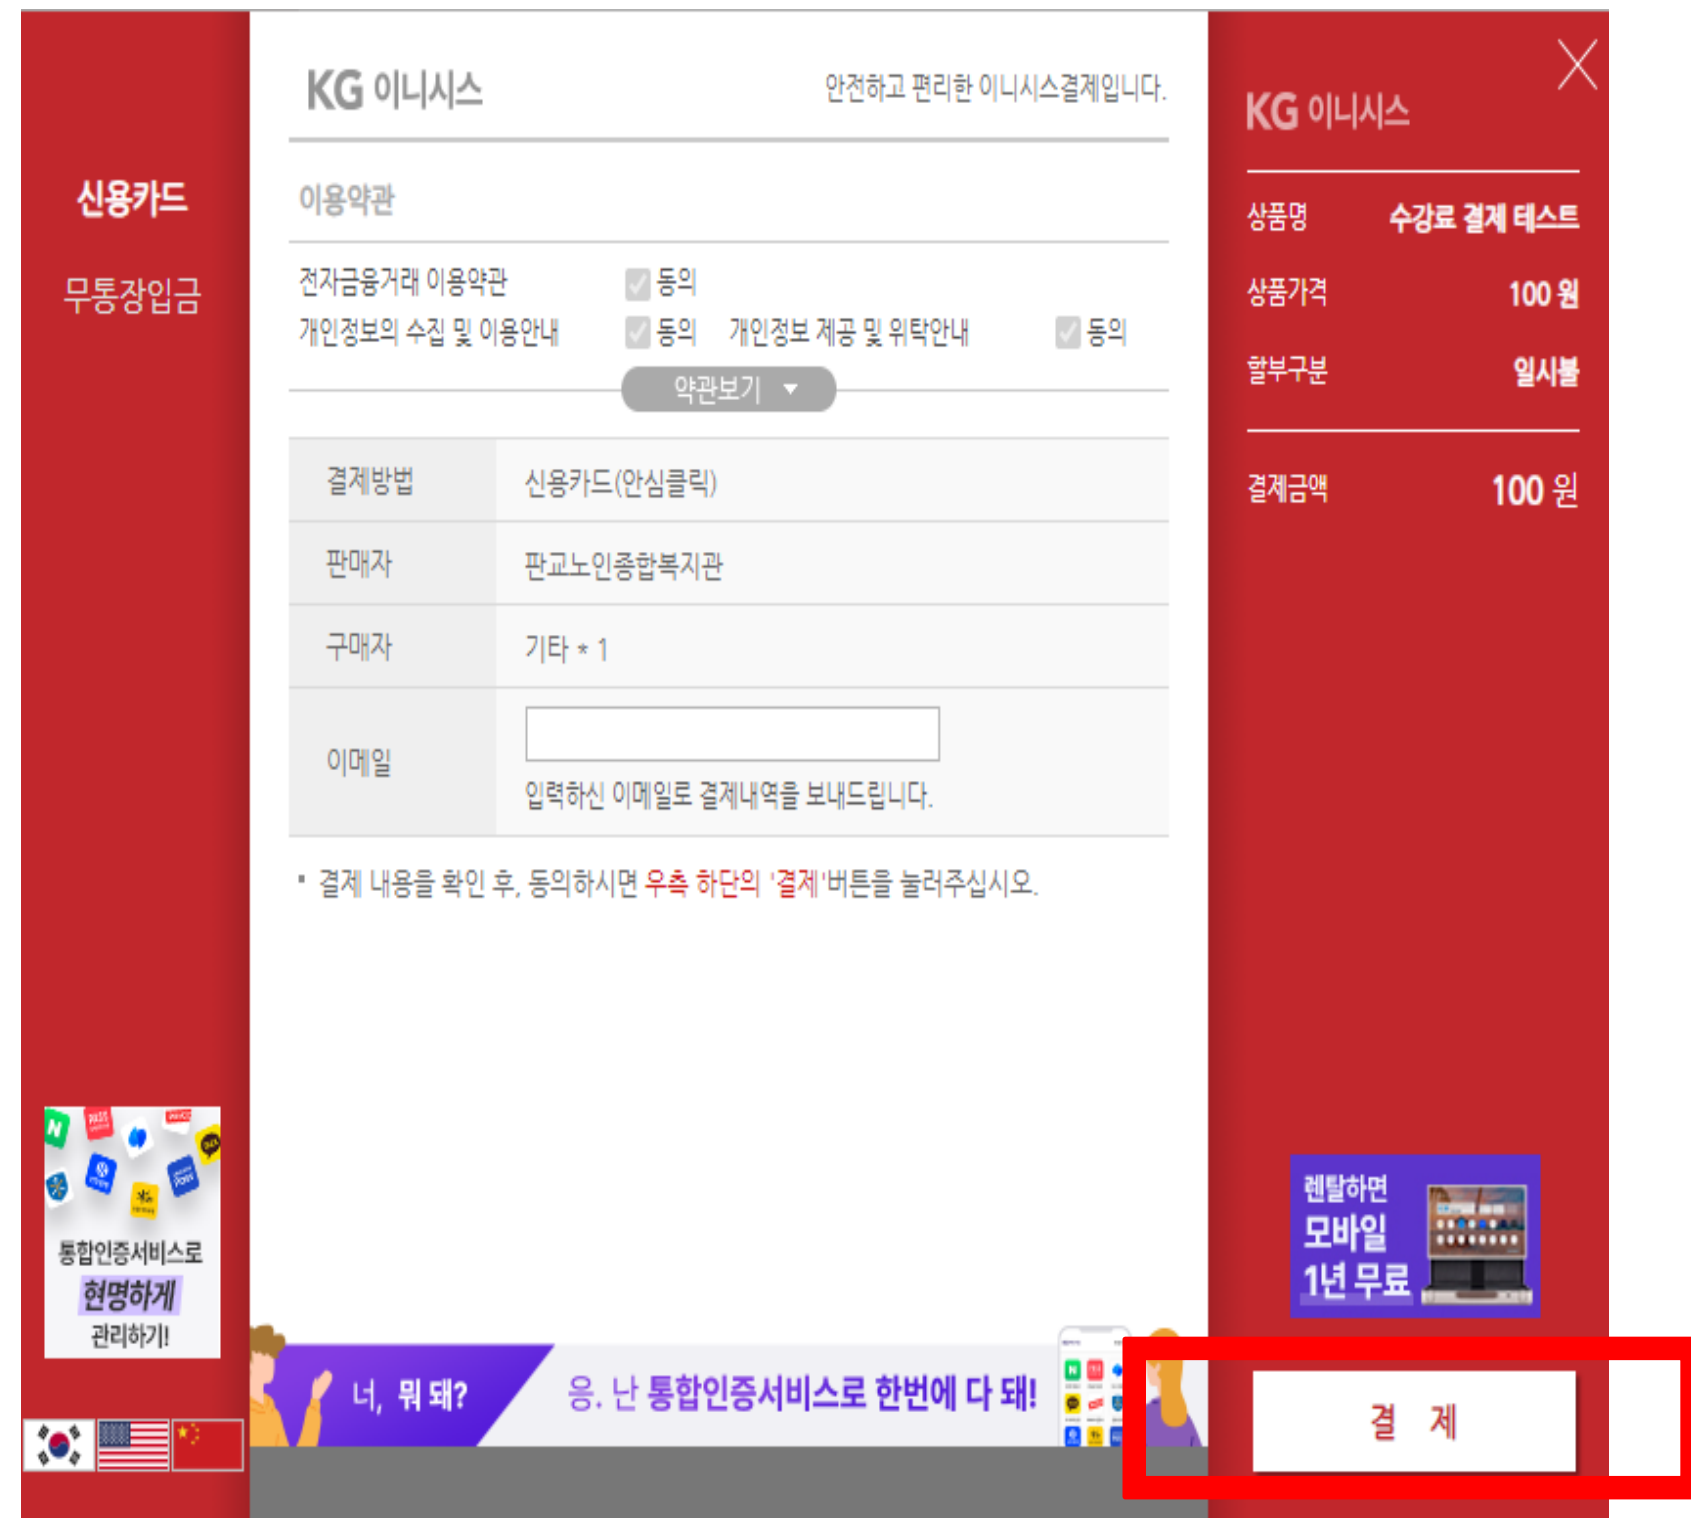 신용카드
무통장입금
KG 이니시스
안전하고 편리한 이니시스결제입니다.
이용약관
전자금융거래 이용약관 동의
개인정보의 수집 및 이용안내 동의 개인정보 제공 및 위탁안내 동의
약관보기
결제방법 신용카드(안심클릭)
판매자 판교노인종합복지관
구매자 기타 * 1
이메일
입력하신 이메일로 결제내역을 보내드립니다.
결제 내용을 확인 후, 동의하시면 우측 하단의 '결제'버튼을 눌러주십시오.
KG 이니시스
상품명 수강료 결제 테스트
상품가격 100 원
할부구분 일시불
결제금액 100 원
N PASS
통합인증서비스로
현명하게
관리하기!
너, 뭐 돼?
응. 난 통합인증서비스로 한번에 다 돼!
렌탈하면
모바일
1년 무료
결 제